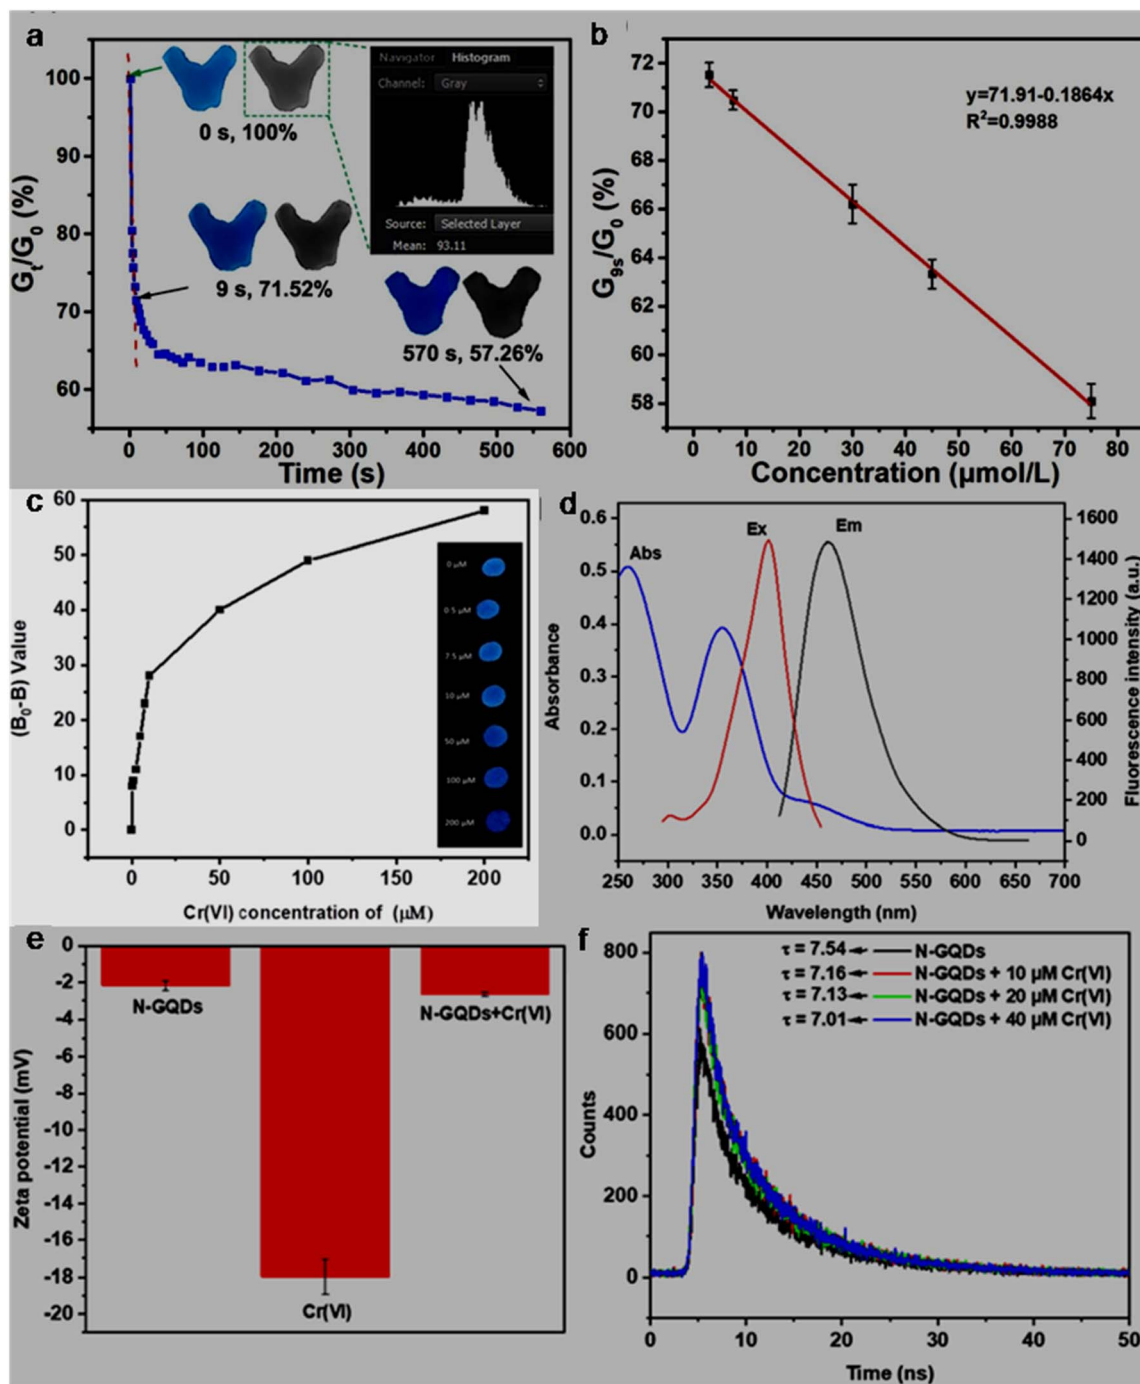 a
G_t/G_0 (%)
100
90
80
70
60
0 s, 100%
9 s, 71.52%
570 s, 57.26%
Navigator Histogram
Channel: Gray
Source: Selected Layer
Mean: 93.11
0 100 200 300 400 500 600
Time (s)
b
G_9s/G_0 (%)
72
70
68
66
64
62
60
58
y=71.91-0.1864x
R²=0.9988
0 10 20 30 40 50 60 70 80
Concentration (µmol/L)
c
(B_0-B) Value
60
50
40
30
20
10
0
0 µM
0.5 µM
7.5 µM
10 µM
50 µM
100 µM
200 µM
0 50 100 150 200
Cr(VI) concentration of (µM)
d
Absorbance
0.6
0.5
0.4
0.3
0.2
0.1
0.0
Abs
Ex
Em
1600
1400
1200
1000
800
600
400
200
0
Fluorescence intensity (a.u.)
250 300 350 400 450 500 550 600 650 700
Wavelength (nm)
e
Zeta potential (mV)
0
-2
-4
-6
-8
-10
-12
-14
-16
-18
-20
N-GQDs
Cr(VI)
N-GQDs+Cr(VI)
f
Counts
800
600
400
200
0
τ = 7.54 N-GQDs
τ = 7.16 N-GQDs + 10 µM Cr(VI)
τ = 7.13 N-GQDs + 20 µM Cr(VI)
τ = 7.01 N-GQDs + 40 µM Cr(VI)
0 10 20 30 40 50
Time (ns)